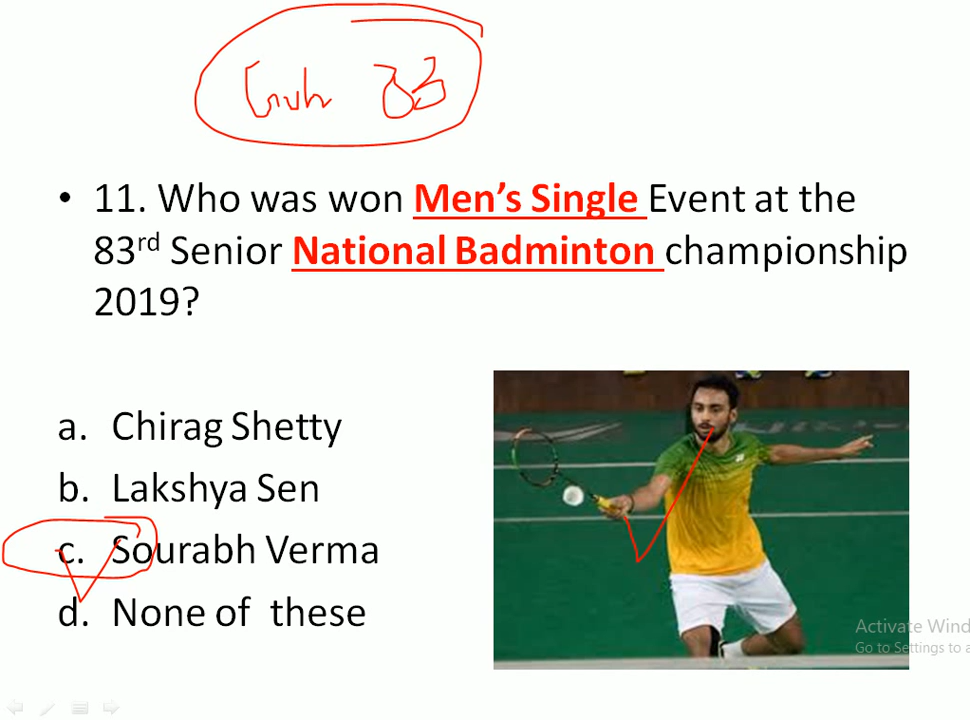 83
• 11. Who was won Men's Single Event at the
83rd Senior National Badminton championship
2019?
a. Chirag Shetty
b. Lakshya Sen
c. Sourabh Verma
d. None of these
Activate Wind
Go to Settings to a